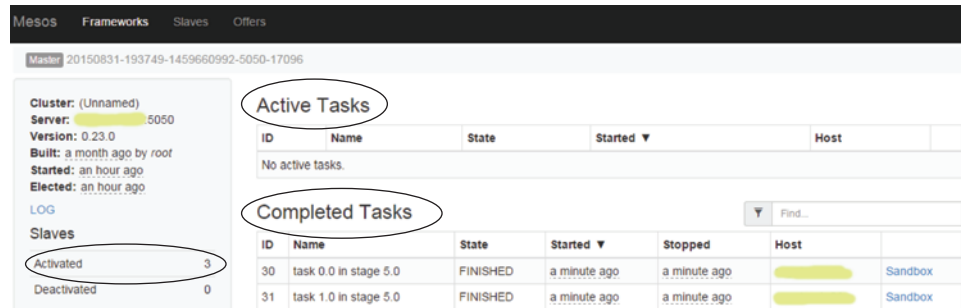 Mesos Frameworks Slaves Offers
Master 20150831-193749-1459660992-5050-17096
Cluster: (Unnamed)
Server: :5050
Version: 0.23.0
Built: a month ago by root
Started: an hour ago
Elected: an hour ago
LOG
Slaves
Activated 3
Deactivated 0
Active Tasks
ID Name State Started ▼ Host
No active tasks.
Completed Tasks
Find...
ID Name State Started ▼ Stopped Host
30 task 0.0 in stage 5.0 FINISHED a minute ago a minute ago Sandbox
31 task 1.0 in stage 5.0 FINISHED a minute ago a minute ago Sandbox